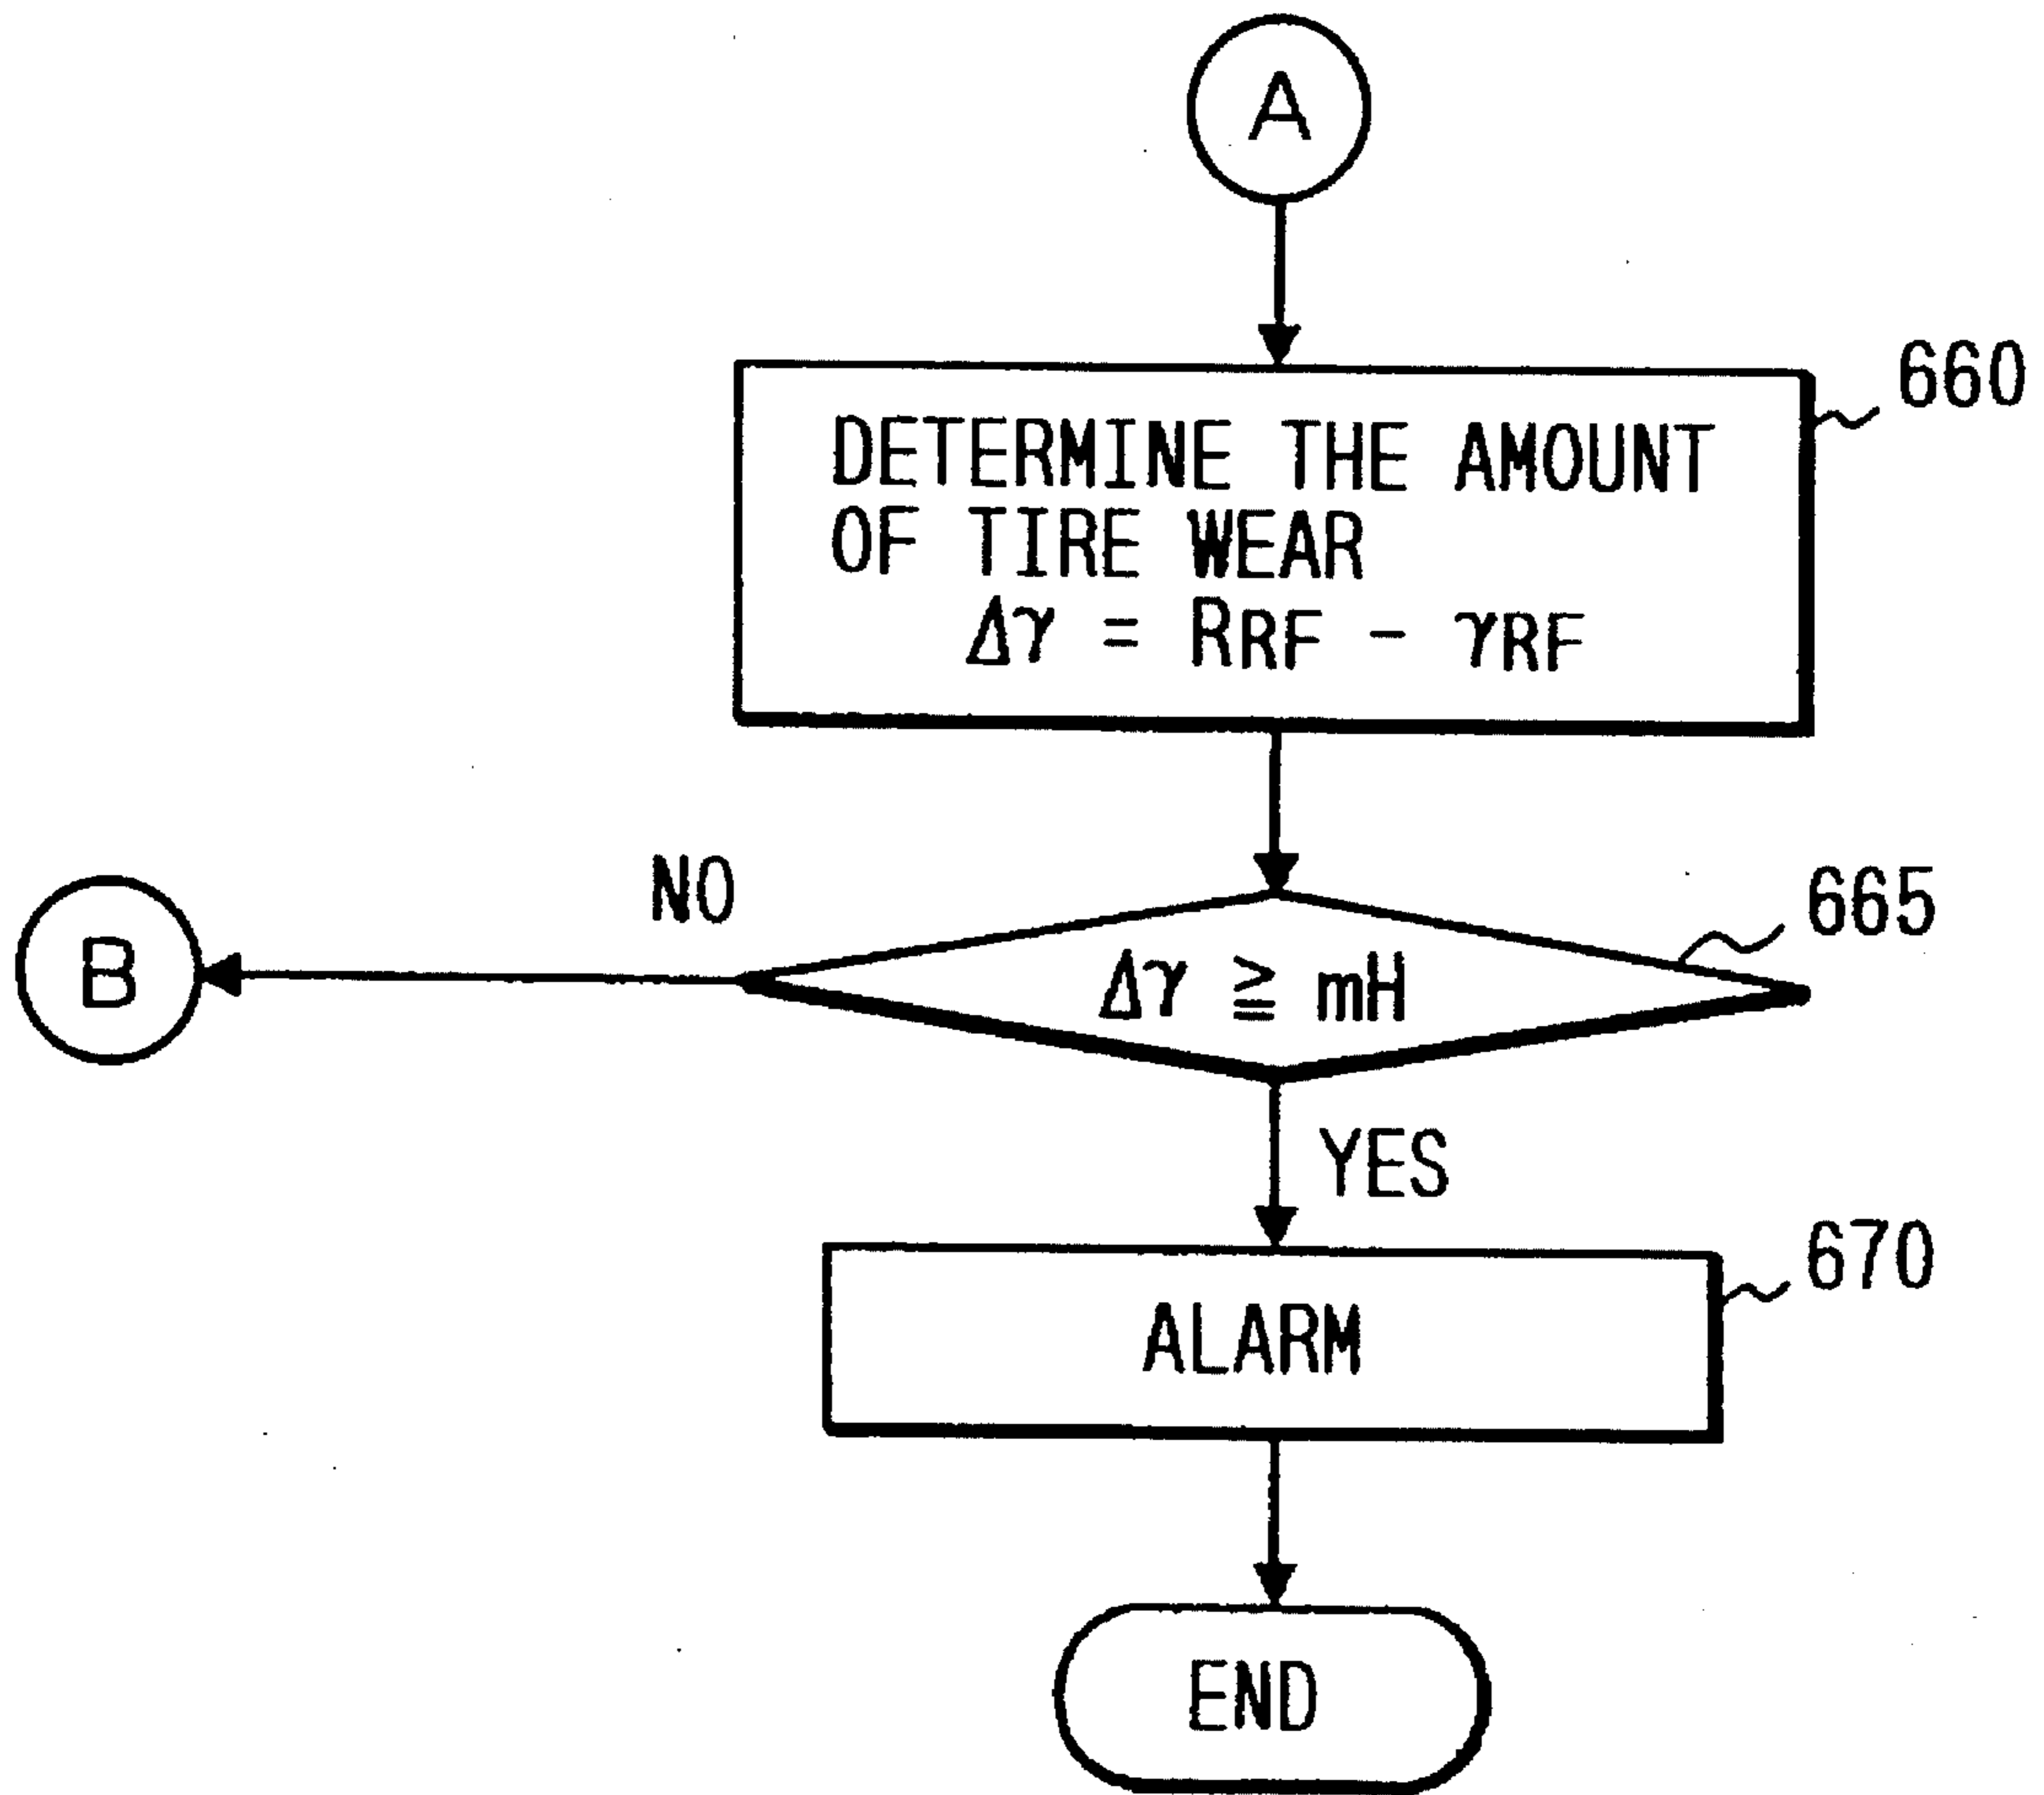 A
660
DETERMINE THE AMOUNT
OF TIRE WEAR
Δγ = RRF - γRF
NO
665
B
Δγ ≧ mH
YES
670
ALARM
END